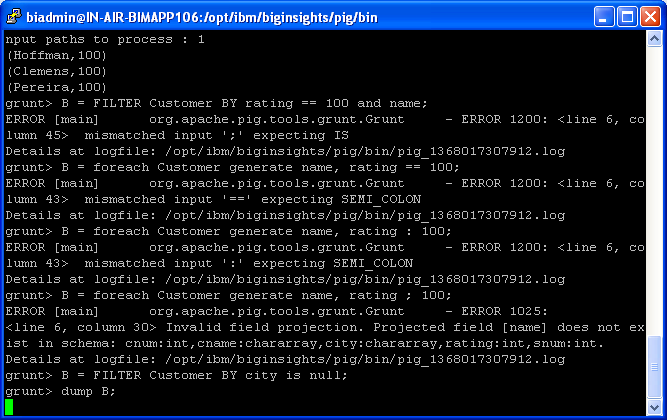 biadmin@IN-AIR-BIMAPP106:/opt/ibm/biginsights/pig/bin
nput paths to process : 1
(Hoffman,100)
(Clemens,100)
(Pereira,100)
grunt> B = FILTER Customer BY rating == 100 and name;
ERROR [main]      org.apache.pig.tools.grunt.Grunt     - ERROR 1200: <line 6, co
lumn 45>  mismatched input ';' expecting IS
Details at logfile: /opt/ibm/biginsights/pig/bin/pig_1368017307912.log
grunt> B = foreach Customer generate name, rating == 100;
ERROR [main]      org.apache.pig.tools.grunt.Grunt     - ERROR 1200: <line 6, co
lumn 43>  mismatched input '==' expecting SEMI_COLON
Details at logfile: /opt/ibm/biginsights/pig/bin/pig_1368017307912.log
grunt> B = foreach Customer generate name, rating : 100;
ERROR [main]      org.apache.pig.tools.grunt.Grunt     - ERROR 1200: <line 6, co
lumn 43>  mismatched input ':' expecting SEMI_COLON
Details at logfile: /opt/ibm/biginsights/pig/bin/pig_1368017307912.log
grunt> B = foreach Customer generate name, rating ; 100;
ERROR [main]      org.apache.pig.tools.grunt.Grunt     - ERROR 1025:
<line 6, column 30> Invalid field projection. Projected field [name] does not ex
ist in schema: cnum:int,cname:chararray,city:chararray,rating:int,snum:int.
Details at logfile: /opt/ibm/biginsights/pig/bin/pig_1368017307912.log
grunt> B = FILTER Customer BY city is null;
grunt> dump B;